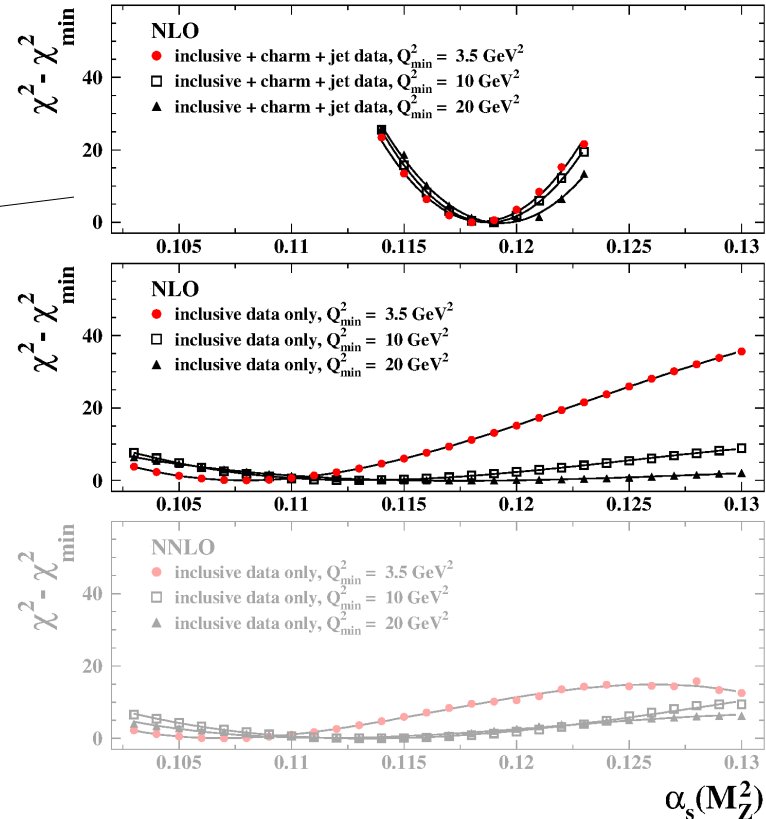 χ² - χ²min
60
NLO
inclusive + charm + jet data, Q²min = 3.5 GeV²
40
inclusive + charm + jet data, Q²min = 10 GeV²
inclusive + charm + jet data, Q²min = 20 GeV²
20
0
0.105 0.11 0.115 0.12 0.125 0.13
χ² - χ²min
NLO
inclusive data only, Q²min = 3.5 GeV²
40
inclusive data only, Q²min = 10 GeV²
inclusive data only, Q²min = 20 GeV²
20
0
0.105 0.11 0.115 0.12 0.125 0.13
χ² - χ²min
NNLO
inclusive data only, Q²min = 3.5 GeV²
40
inclusive data only, Q²min = 10 GeV²
inclusive data only, Q²min = 20 GeV²
20
0
0.105 0.11 0.115 0.12 0.125 0.13
αs(M²Z)